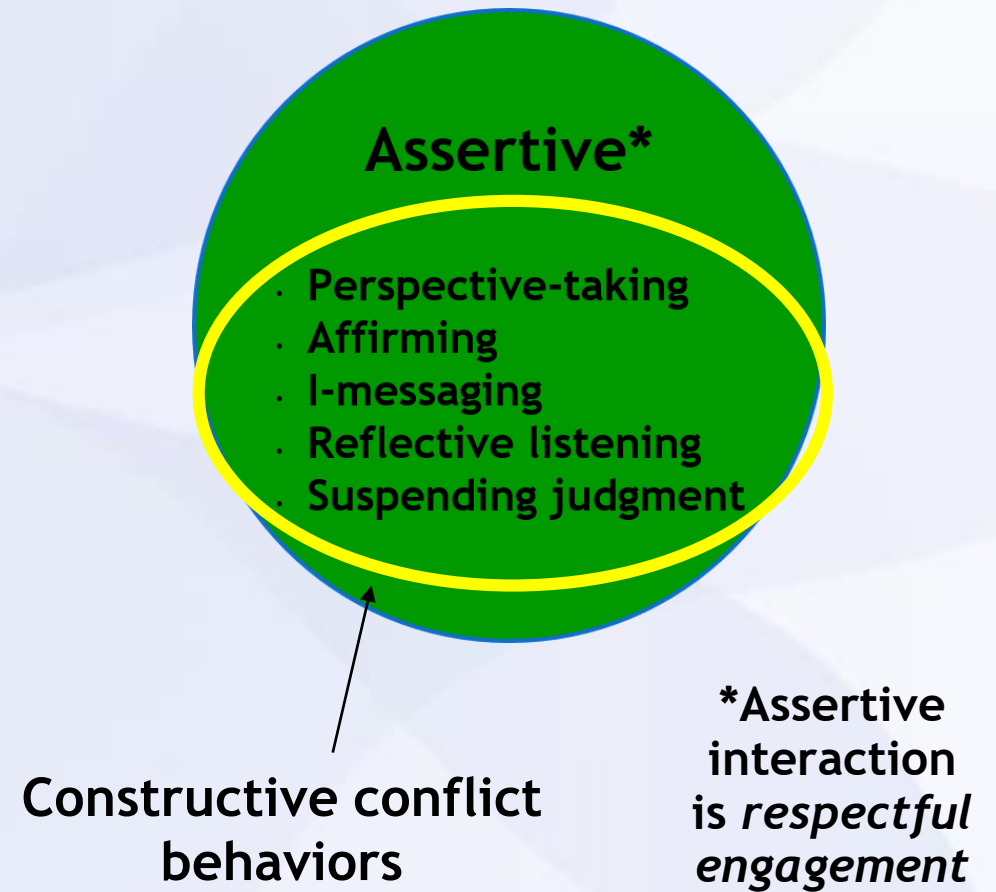 Assertive*
· Perspective-taking
· Affirming
· I-messaging
· Reflective listening
· Suspending judgment
Constructive conflict
behaviors
*Assertive
interaction
is respectful
engagement